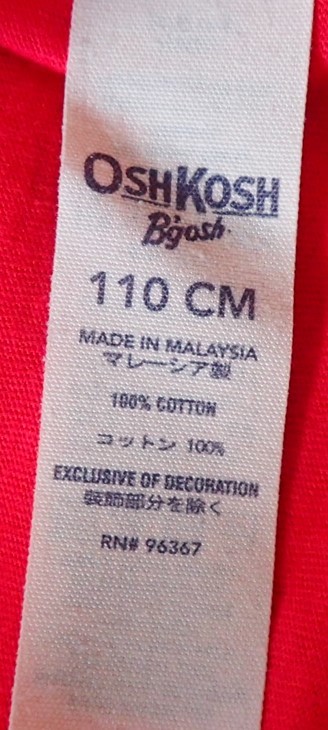 OSHKOSH
B'gosh
110 CM
MADE IN MALAYSIA
マレーシア製
100% COTTON
コットン 100%
EXCLUSIVE OF DECORATION
装飾部分を除く
RN# 96367